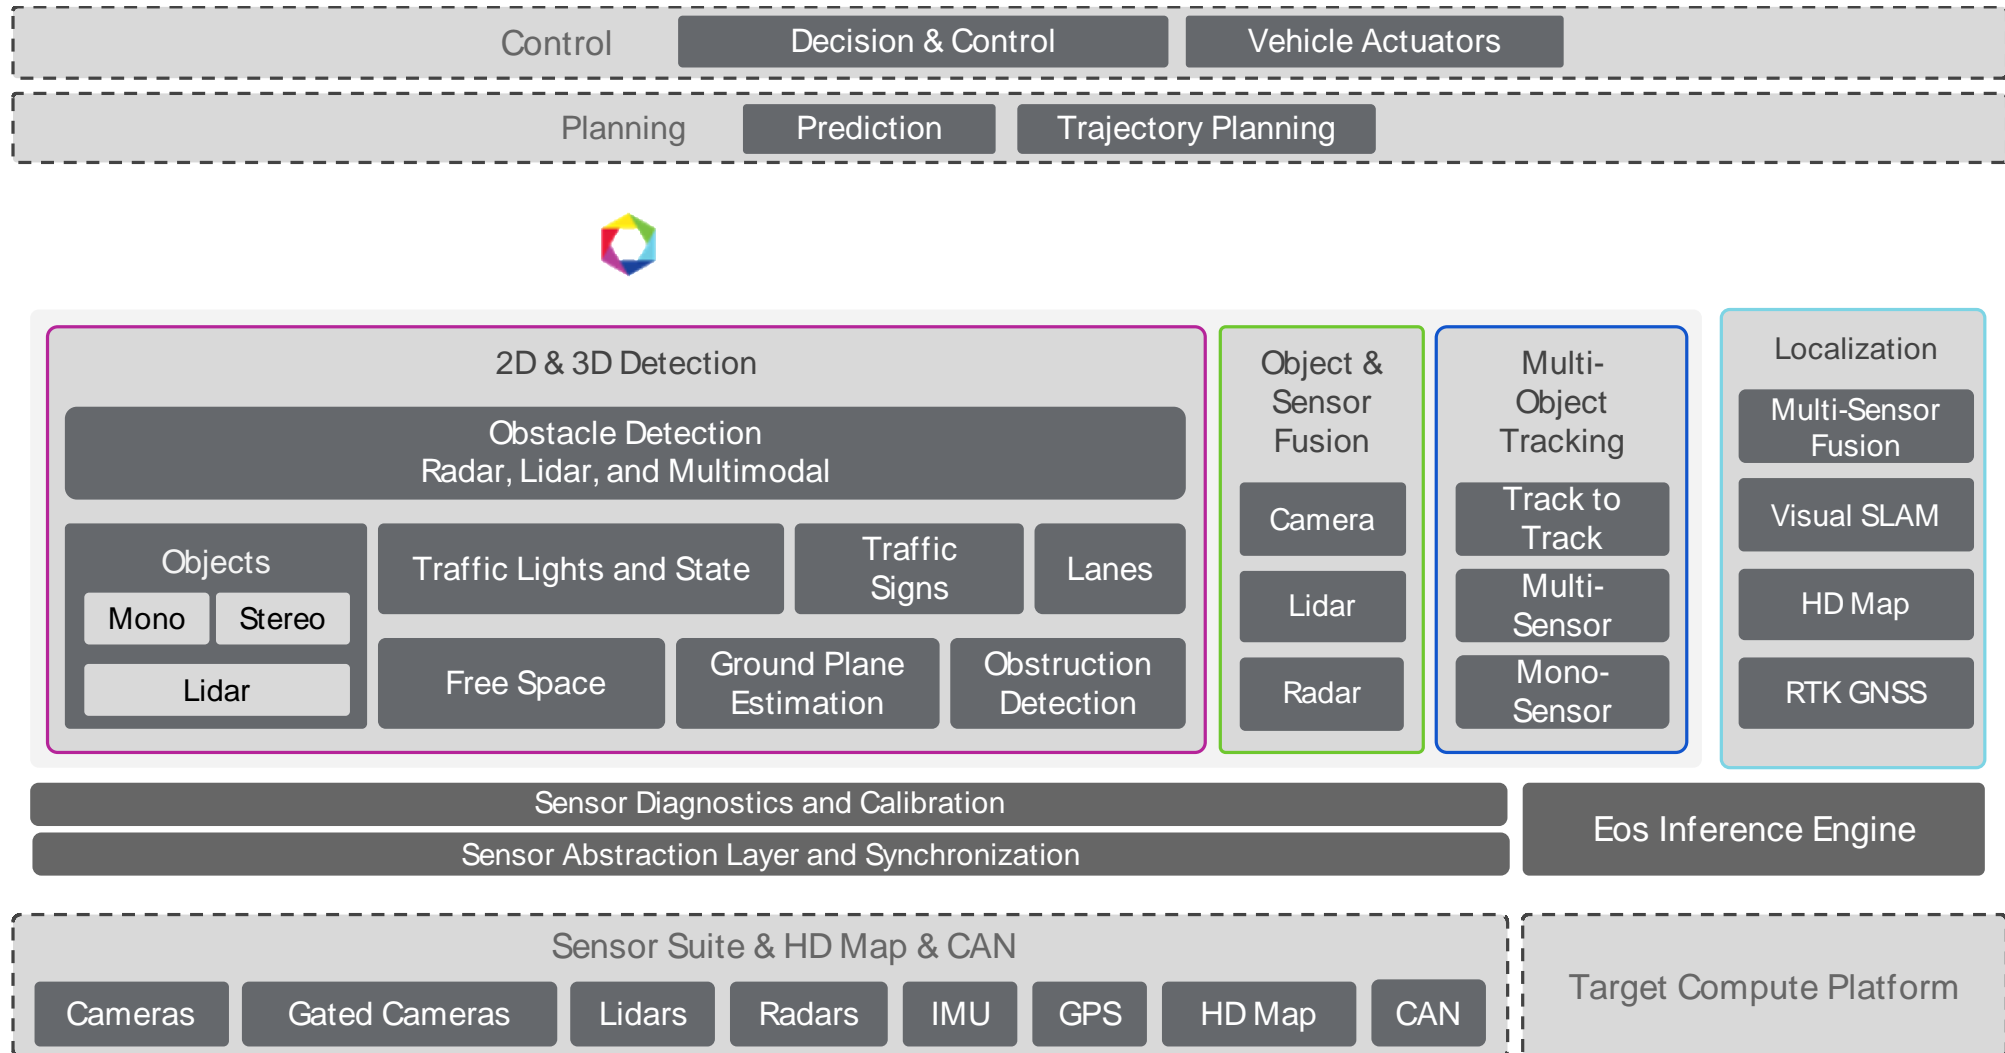 Control
Decision & Control
Vehicle Actuators
Planning
Prediction
Trajectory Planning
2D & 3D Detection
Obstacle Detection
Radar, Lidar, and Multimodal
Objects
Mono
Stereo
Lidar
Traffic Lights and State
Traffic
Signs
Lanes
Free Space
Ground Plane
Estimation
Obstruction
Detection
Object &
Sensor
Fusion
Camera
Lidar
Radar
Multi-
Object
Tracking
Track to
Track
Multi-
Sensor
Mono-
Sensor
Localization
Multi-Sensor
Fusion
Visual SLAM
HD Map
RTK GNSS
Sensor Diagnostics and Calibration
Sensor Abstraction Layer and Synchronization
Eos Inference Engine
Sensor Suite & HD Map & CAN
Cameras
Gated Cameras
Lidars
Radars
IMU
GPS
HD Map
CAN
Target Compute Platform